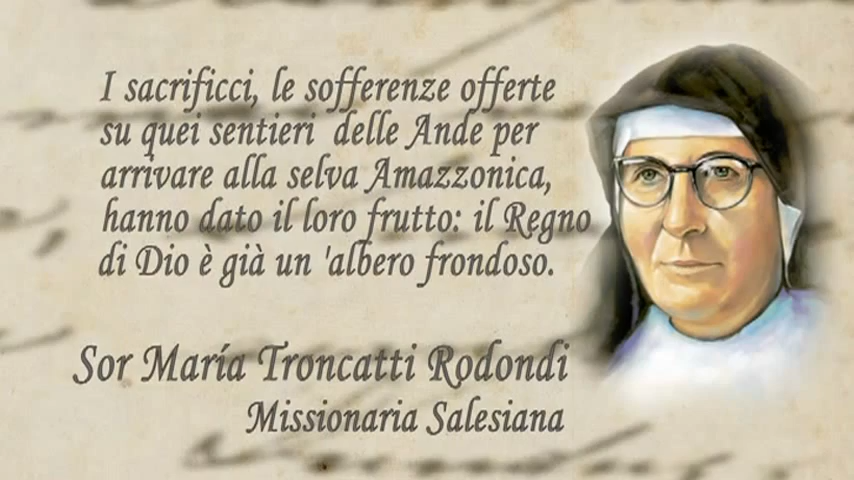 I sacrificci, le sofferenze offerte
su quei sentieri delle Ande per
arrivare alla selva Amazzonica,
hanno dato il loro frutto: il Regno
di Dio è già un 'albero frondoso.
Sor María Troncatti Rodondi
Missionaria Salesiana